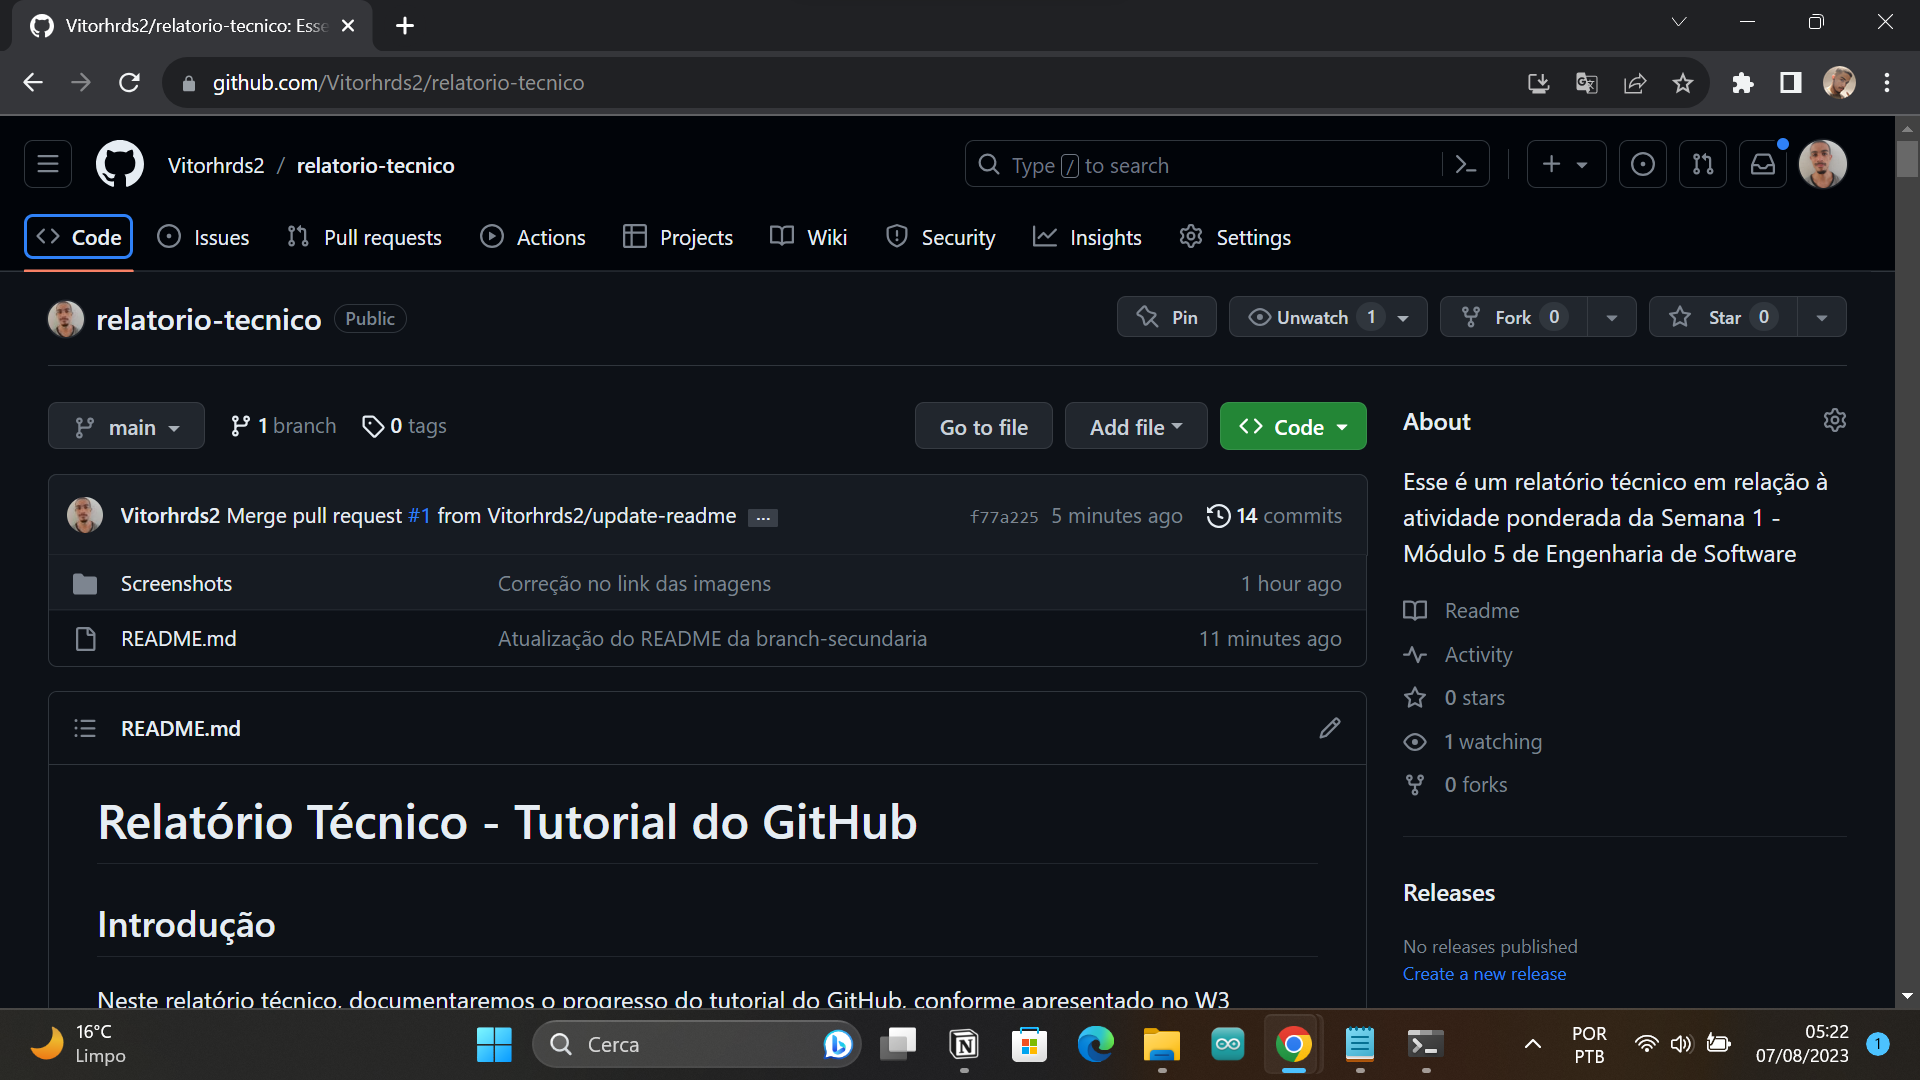 Vitorhrds2/relatorio-tecnico: Esse
github.com/Vitorhrds2/relatorio-tecnico
Vitorhrds2 / relatorio-tecnico
Type / to search
Code Issues Pull requests Actions Projects Wiki Security Insights Settings
relatorio-tecnico Public
Pin Unwatch 1 Fork 0 Star 0
main 1 branch 0 tags
Go to file Add file Code
Vitorhrds2 Merge pull request #1 from Vitorhrds2/update-readme ... f77a225 5 minutes ago 14 commits
Screenshots Correção no link das imagens 1 hour ago
README.md Atualização do README da branch-secundaria 11 minutes ago
README.md
Relatório Técnico - Tutorial do GitHub
Introdução
Neste relatório técnico, documentaremos o progresso do tutorial do GitHub, conforme apresentado no W3
About
Esse é um relatório técnico em relação à
atividade ponderada da Semana 1 -
Módulo 5 de Engenharia de Software
Readme
Activity
0 stars
1 watching
0 forks
Releases
No releases published
Create a new release
16°C
Limpo
Cerca
POR
PTB
05:22
07/08/2023
1